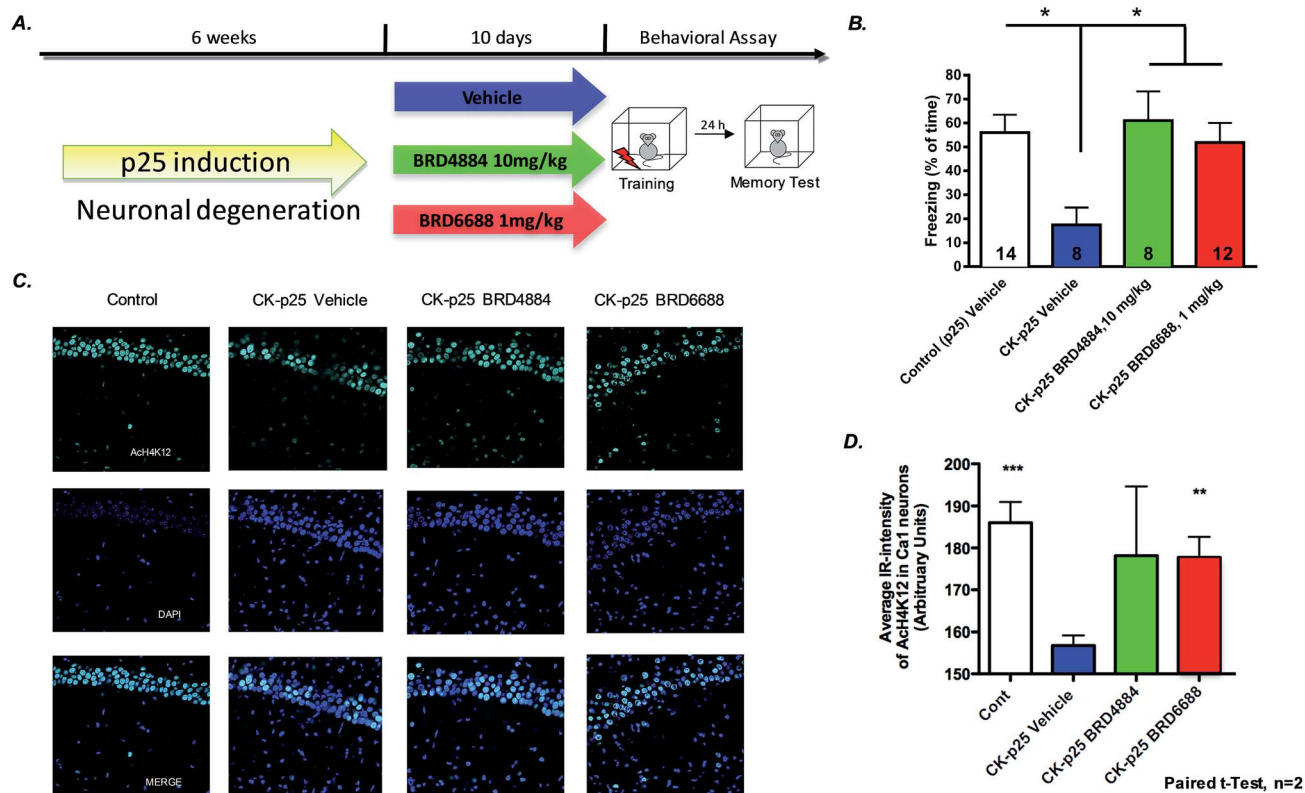 A.
6 weeks
10 days
Behavioral Assay
p25 induction
Neuronal degeneration
Vehicle
BRD4884 10mg/kg
BRD6688 1mg/kg
24 h
Training
Memory Test
B.
*
*
Freezing (% of time)
80
70
60
50
40
30
20
10
0
14
8
8
12
Control (p25) Vehicle
CK-p25 Vehicle
CK-p25 BRD4884, 10 mg/kg
CK-p25 BRD6688, 1 mg/kg
C.
Control
CK-p25 Vehicle
CK-p25 BRD4884
CK-p25 BRD6688
AcH4K12
DAPI
MERGE
D.
Average IR-intensity
of AcH4K12 in Ca1 neurons
(Arbitruary Units)
200
190
180
170
160
150
***
**
Cont
CK-p25 Vehicle
CK-p25 BRD4884
CK-p25 BRD6688
Paired t-Test, n=2